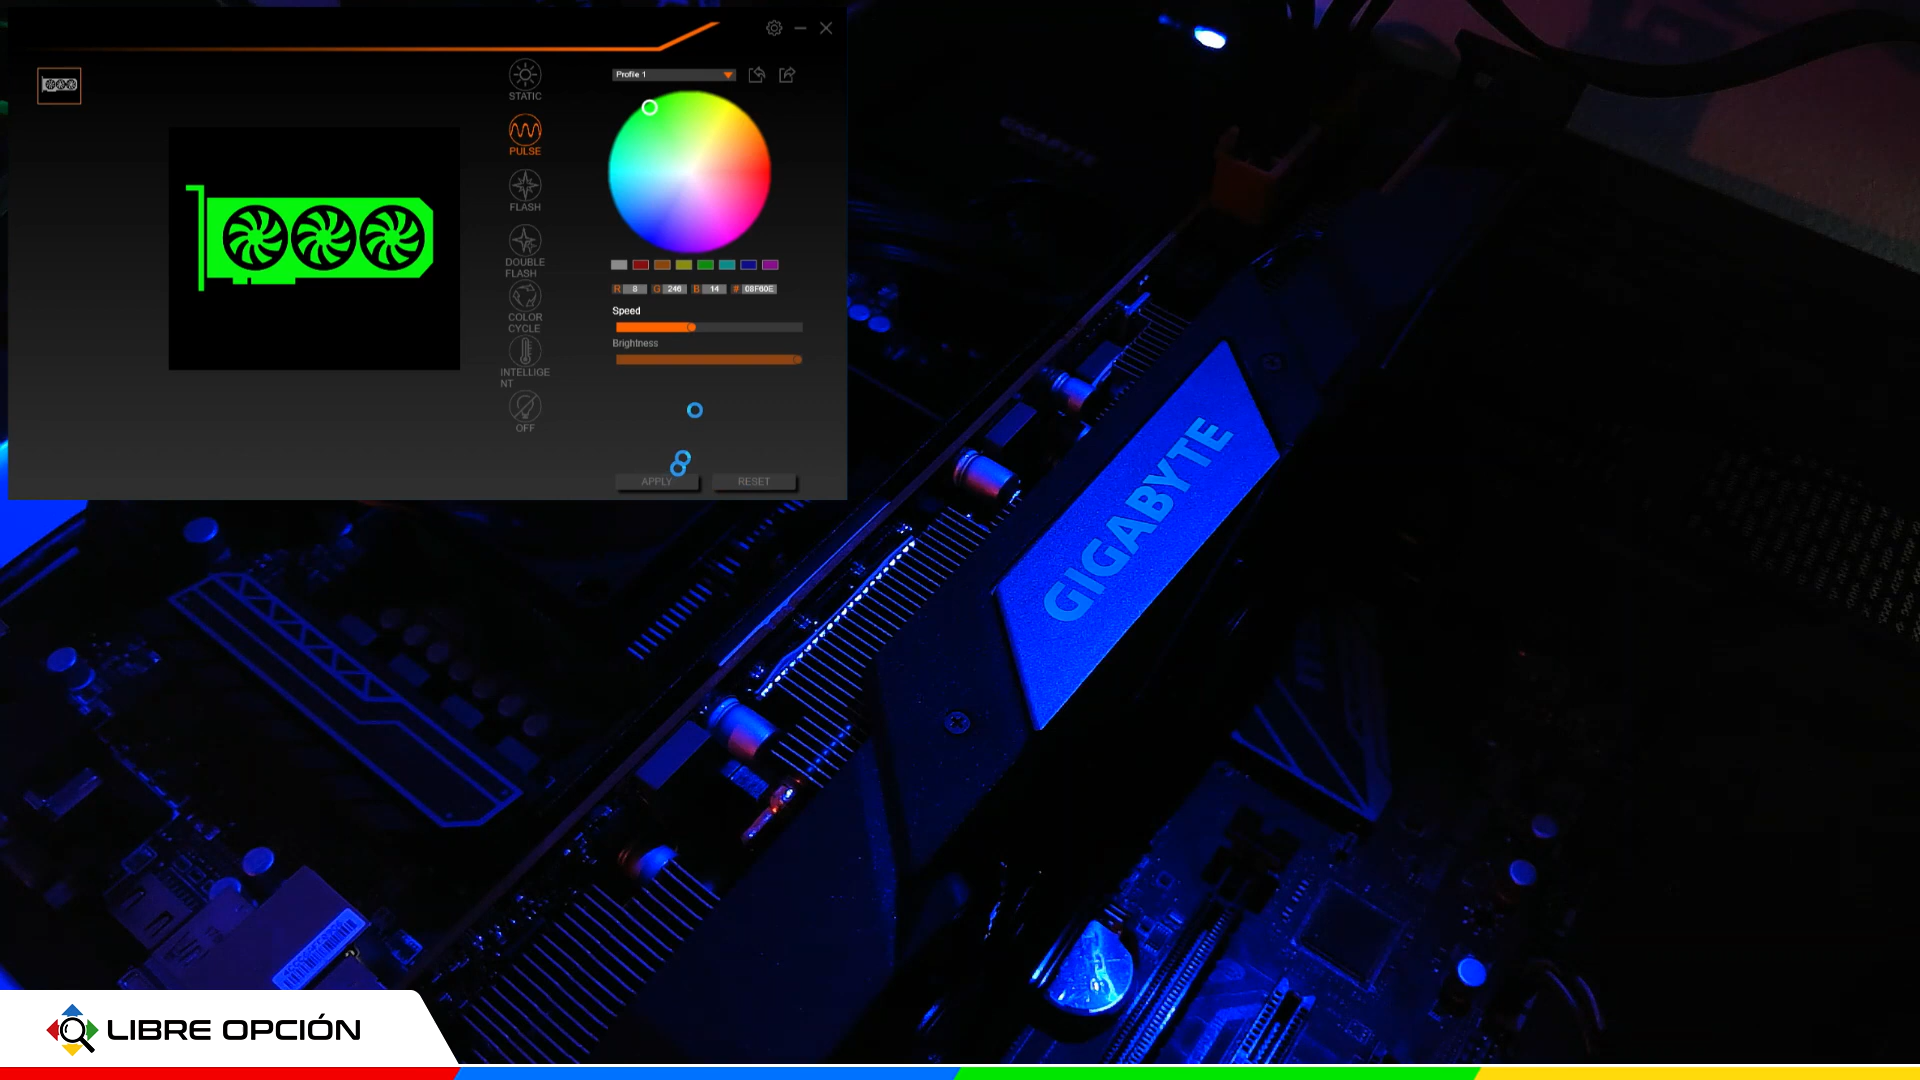 Profile 1
STATIC
PULSE
FLASH
DOUBLE
FLASH
COLOR
CYCLE
INTELLIGE
NT
OFF
R 8 G 246 B 14 # 08F60E
Speed
Brightness
APPLY RESET
GIGABYTE
GIGABYTE
LIBRE OPCIÓN